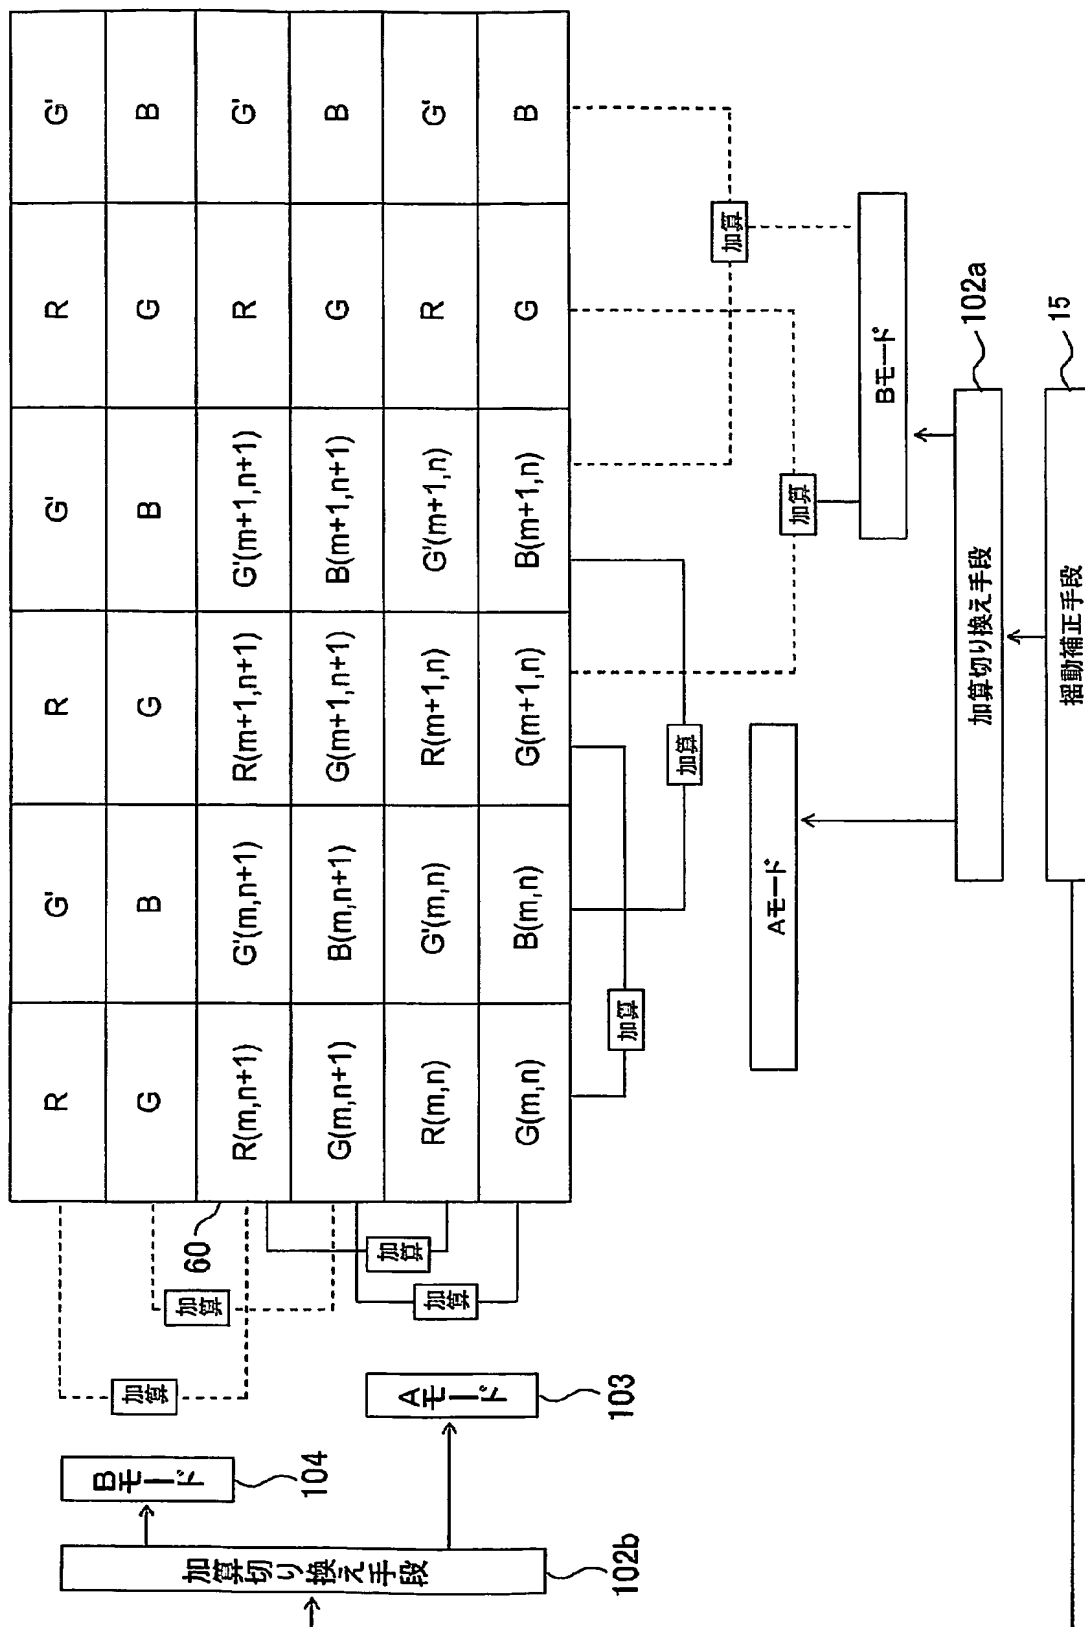 加算切り換え手段
102b
Aモード
103
Bモード
104
加算
加算
加算
加算
60
G(m,n) R(m,n) G(m,n+1) R(m,n+1) G R
B(m,n) G'(m,n) B(m,n+1) G'(m,n+1) B G'
G(m+1,n) R(m+1,n) G(m+1,n+1) R(m+1,n+1) G R
B(m+1,n) G'(m+1,n) B(m+1,n+1) G'(m+1,n+1) B G'
G R G R G R
B G' B G' B G'
加算
加算
加算
加算
Aモード
Bモード
加算切り換え手段
102a
揺動補正手段
15